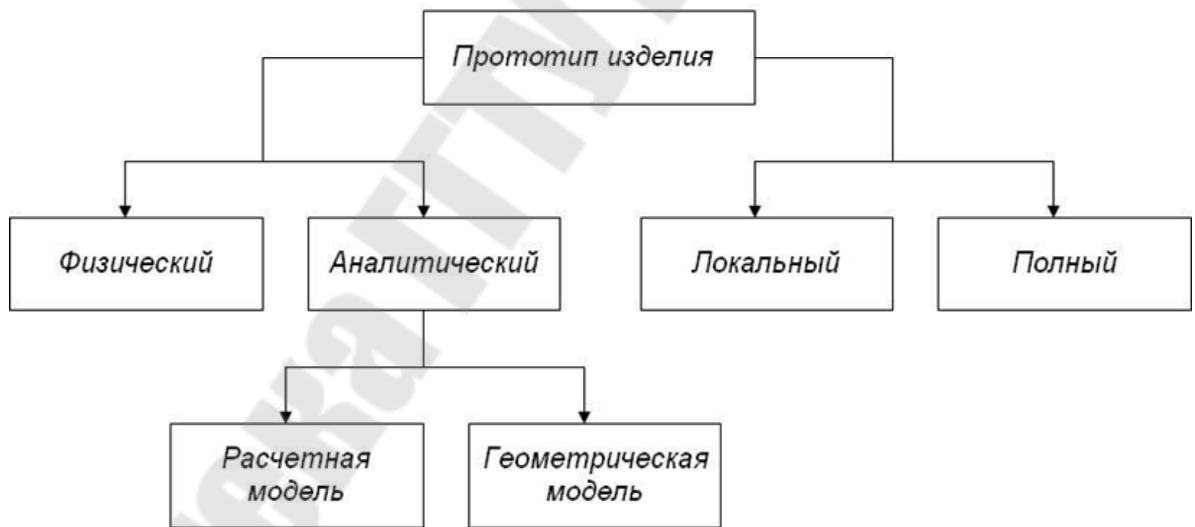 Прототип изделия
Физический
Аналитический
Локальный
Полный
Расчетная
модель
Геометрическая
модель